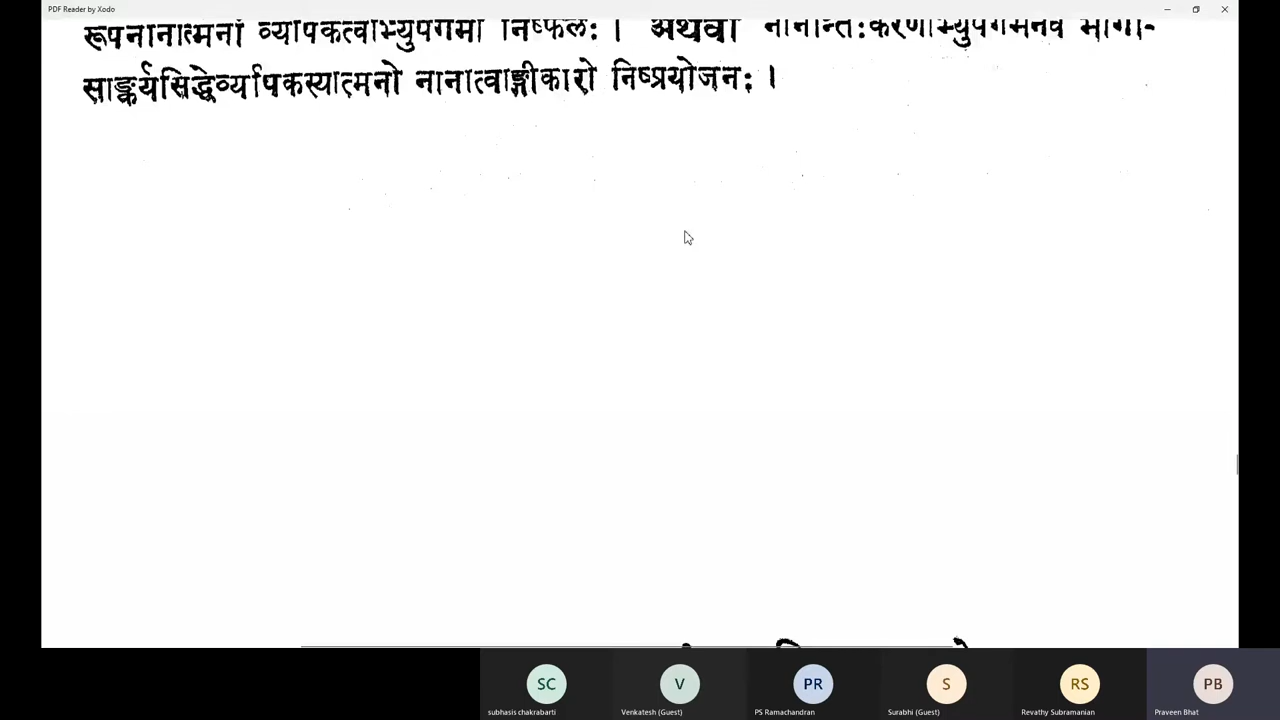 PDF Reader by Xodo
रूपनानात्मनां व्यापकत्वाभ्युपगमो निष्फलः । अथवा नानान्तःकरणाभ्युपगमनेव भोगा-
साङ्कर्यसिद्धेर्व्यापकस्यात्मनो नानात्वाङ्गीकारो निष्प्रयोजनः ।
SC V PR S RS PB
subhasis chakrabarti Venkatesh (Guest) PS Ramachandran Surabhi (Guest) Revathy Subramanian Praveen Bhat